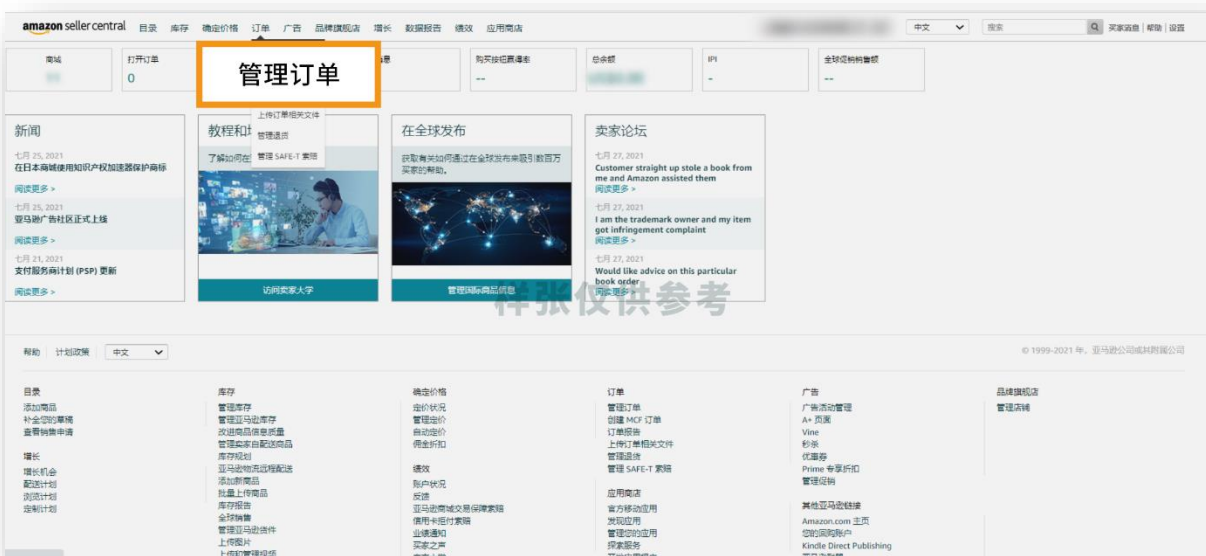 amazon seller central 目录 库存 确定价格 订单 广告 品牌旗舰店 增长 数据报告 绩效 应用商店 中文 搜索 买家消息 | 帮助 | 设置
商城 打开订单 购买按钮赢得率 总余额 IPI 全球促销销售额
0 -- - --
管理订单
上传订单相关文件
管理退货
管理 SAFE-T 索赔
新闻
七月 25, 2021
在日本商城使用知识产权加速器保护商标
阅读更多 >
七月 25, 2021
亚马逊广告社区正式上线
阅读更多 >
七月 21, 2021
支付服务商计划 (PSP) 更新
阅读更多 >
教程和
了解如何在
访问卖家大学
在全球发布
获取有关如何通过在全球发布来吸引数百万
买家的帮助。
管理国际商品信息
卖家论坛
七月 27, 2021
Customer straight up stole a book from
me and Amazon assisted them
阅读更多 >
七月 27, 2021
I am the trademark owner and my item
got infringement complaint
阅读更多 >
七月 27, 2021
Would like advice on this particular
book order
阅读更多 >
样张仅供参考
帮助 计划政策 中文 © 1999-2021 年, 亚马逊公司或其附属公司
目录
添加商品
补全您的草稿
查看销售申请
增长
增长机会
配送计划
浏览计划
定制计划
库存
管理库存
管理亚马逊库存
改进商品信息质量
管理卖家自配送商品
库存规划
亚马逊物流远程配送
添加新商品
批量上传商品
库存报告
全球销售
管理亚马逊货件
上传图片
上传和管理视频
确定价格
定价状况
管理定价
自动定价
佣金折扣
绩效
账户状况
反馈
亚马逊商城交易保障索赔
信用卡拒付索赔
业绩通知
买家之声
卖家大学
订单
管理订单
创建 MCF 订单
订单报告
上传订单相关文件
管理退货
管理 SAFE-T 索赔
应用商店
官方移动应用
发现应用
管理您的应用
探索服务
广告
广告活动管理
A+ 页面
Vine
秒杀
优惠券
Prime 专享折扣
管理促销
其他亚马逊链接
Amazon.com 主页
您的回购账户
Kindle Direct Publishing
品牌旗舰店
管理店铺